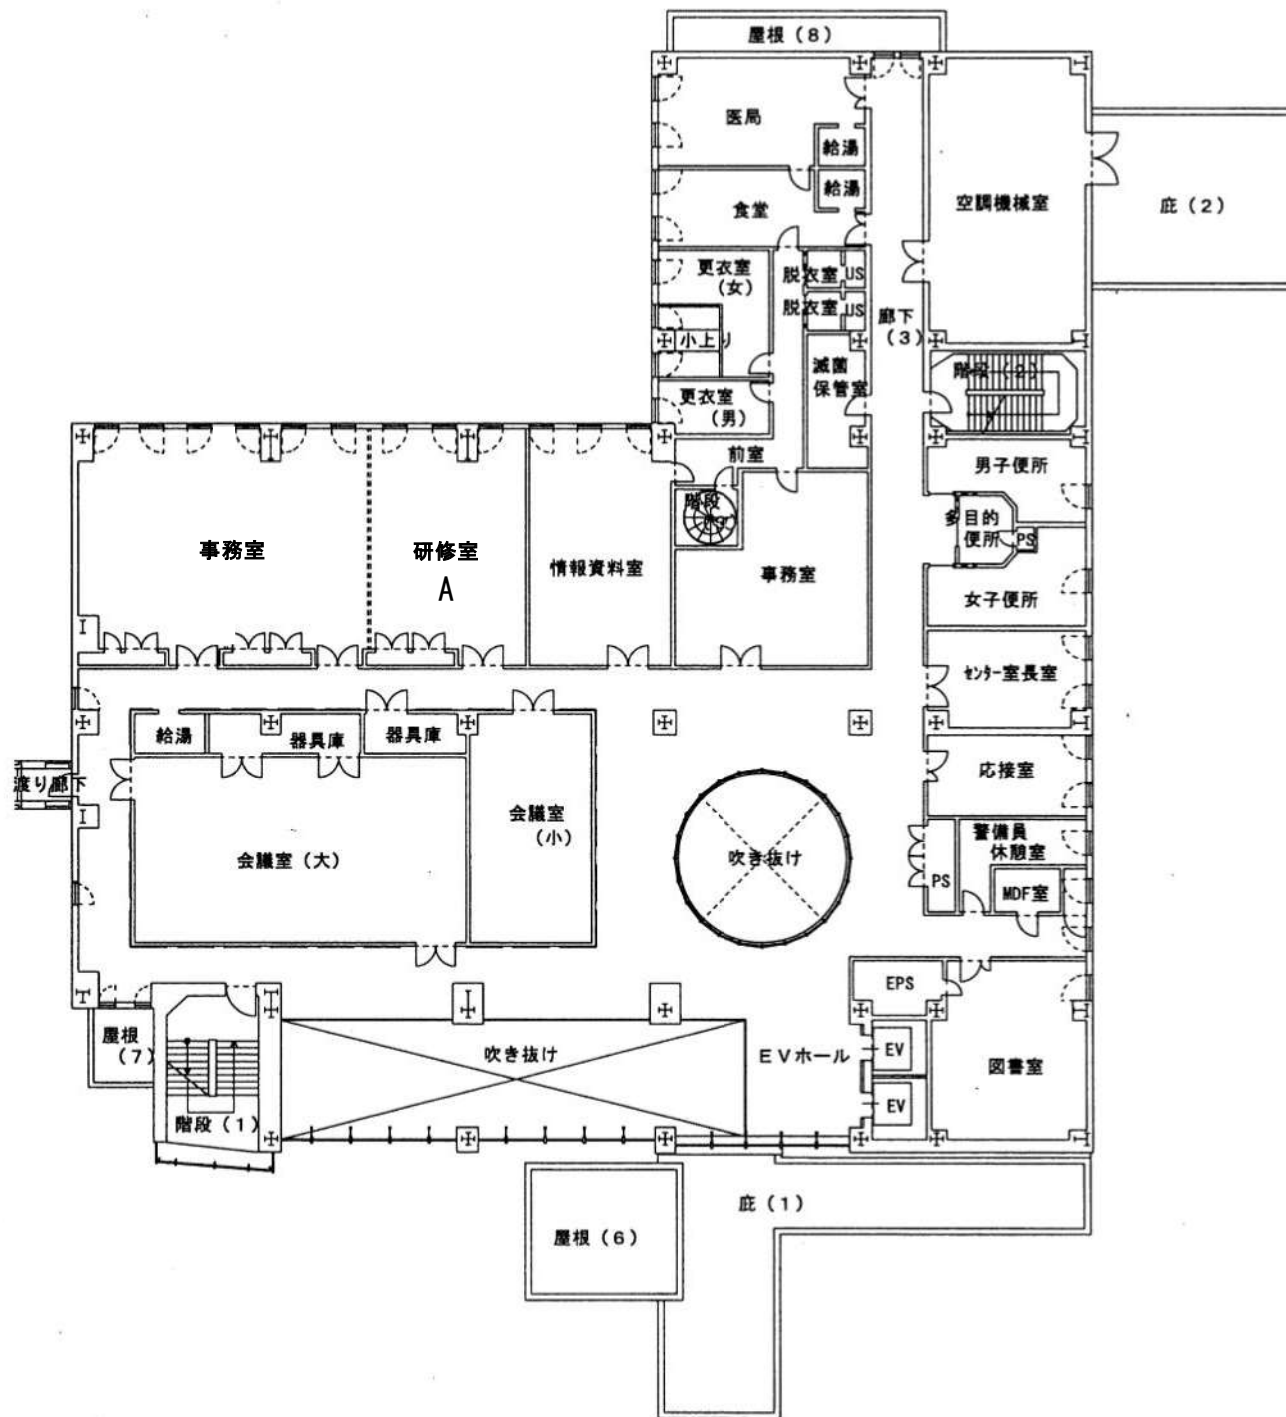 屋根（8）
医局
給湯
給湯
食堂
空調機械室
庇（2）
更衣室
（女）
脱衣室
US
脱衣室
US
廊下
（3）
小上り
滅菌
保管室
階段（2）
更衣室
（男）
前室
男子便所
階段
多目的
便所
PS
事務室
研修室
A
情報資料室
事務室
女子便所
センター室長室
給湯
器具庫
器具庫
渡り廊下
会議室
（小）
会議室（大）
吹き抜け
応接室
警備員
休憩室
PS
MDF室
EPS
屋根
（7）
吹き抜け
EVホール
EV
EV
図書室
階段（1）
庇（1）
屋根（6）